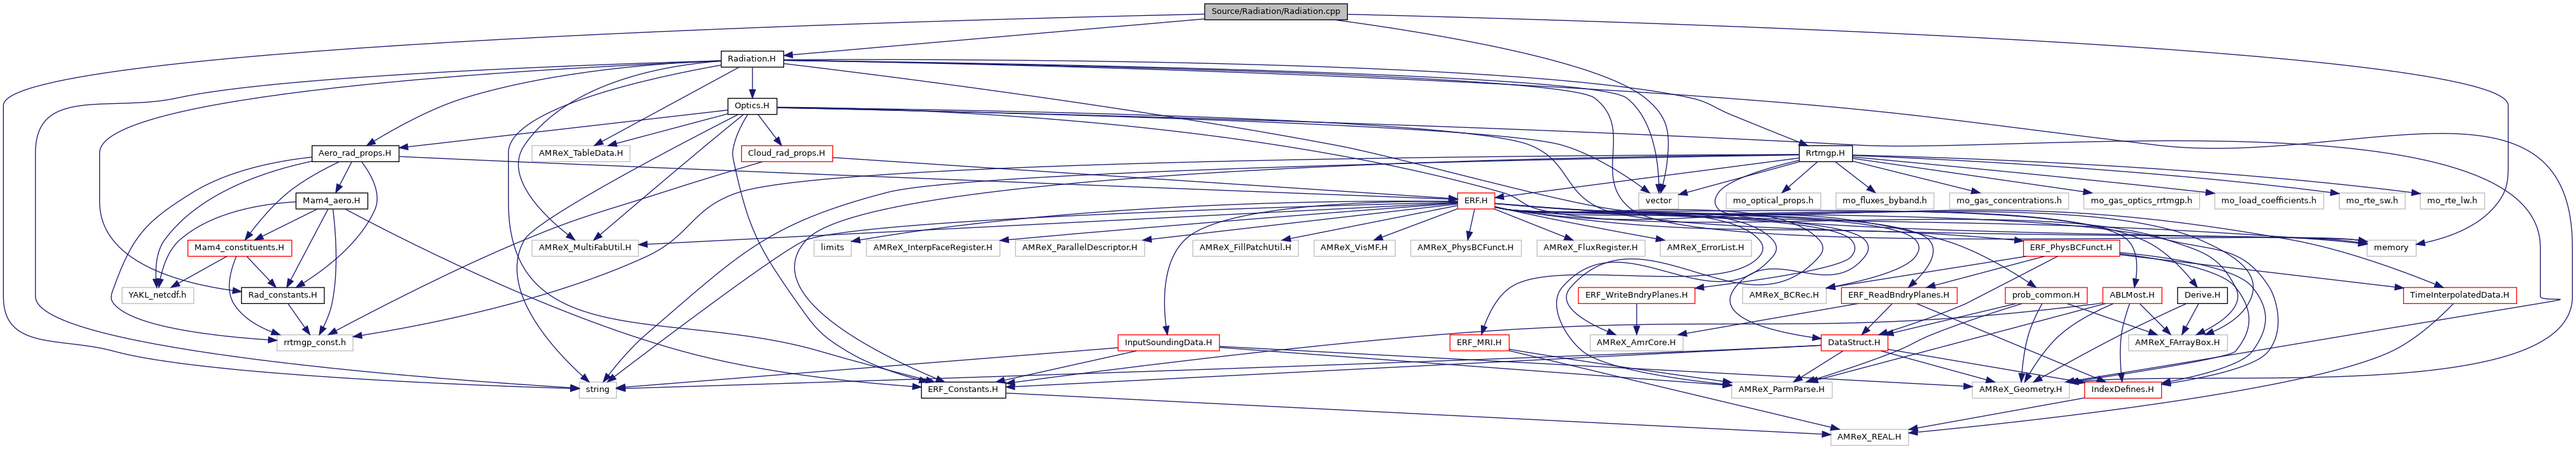 Source/Radiation/Radiation.cpp
Radiation.H
Optics.H
Aero_rad_props.H
AMReX_TableData.H
Cloud_rad_props.H
Rrtmgp.H
Mam4_aero.H
ERF.H
vector
mo_optical_props.h
mo_fluxes_byband.h
mo_gas_concentrations.h
mo_gas_optics_rrtmgp.h
mo_load_coefficients.h
mo_rte_sw.h
mo_rte_lw.h
Mam4_constituents.H
AMReX_MultiFabUtil.H
limits
AMReX_InterpFaceRegister.H
AMReX_ParallelDescriptor.H
AMReX_FillPatchUtil.H
AMReX_VisMF.H
AMReX_PhysBCFunct.H
AMReX_FluxRegister.H
AMReX_ErrorList.H
ERF_PhysBCFunct.H
memory
YAKL_netcdf.h
Rad_constants.H
ERF_WriteBndryPlanes.H
AMReX_BCRec.H
ERF_ReadBndryPlanes.H
prob_common.H
ABLMost.H
Derive.H
TimeInterpolatedData.H
rrtmgp_const.h
InputSoundingData.H
ERF_MRI.H
AMReX_AmrCore.H
DataStruct.H
AMReX_FArrayBox.H
string
ERF_Constants.H
AMReX_ParmParse.H
AMReX_Geometry.H
IndexDefines.H
AMReX_REAL.H